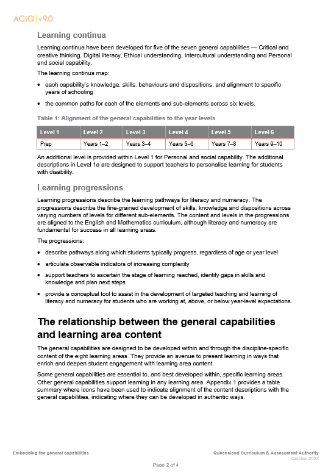 ACiQ v9.0
Learning continua
Learning continua have been developed for five of the seven general capabilities — Critical
and creative thinking, Digital literacy, Ethical understanding, Intercultural understanding and Personal
and social capability.
The learning continua map:
• each capability's knowledge, skills, behaviours and dispositions, and alignment to specific
years of schooling
• the common paths for each of the elements and sub-elements across six levels.
Table 1: Alignment of the general capabilities to the year levels
Level 1 Level 2 Level 3 Level 4 Level 5 Level 6
Prep Years 1–2 Years 3–4 Years 5–6 Years 7–8 Years 9–10
An additional level is provided within Level 1 for Personal and social capability. The additional
descriptions in Level 1a are designed to support teachers to personalise learning for students
with disability.
Learning progressions
Learning progressions describe the learning pathways for literacy and numeracy. The
progressions describe the fine-grained development of skills, knowledge and dispositions across
varying numbers of levels for different sub-elements. The content and levels in the progressions
are aligned to the English and Mathematics curriculum, although literacy and numeracy are
fundamental for success in all learning areas.
The progressions:
• describe pathways along which students typically progress, regardless of age or year level
• articulate observable indicators of increasing complexity
• support teachers to ascertain the stage of learning reached, identify gaps in skills and
knowledge and plan next steps
• provide a conceptual tool to assist in the development of targeted teaching and learning of
literacy and numeracy for students who are working at, above, or below year-level expectations.
The relationship between the general capabilities
and learning area content
The general capabilities are designed to be developed within and through the discipline-specific
content of the eight learning areas. They provide an avenue to present learning in ways that
enrich and deepen student engagement with learning area content.
Some general capabilities are essential to, and best developed within, specific learning areas.
Other general capabilities support learning in any learning area. Appendix 1 provides a table
summary where icons have been used to indicate alignment of the content descriptions with the
general capabilities, indicating where they can be developed in authentic ways.
Embedding the general capabilities
Queensland Curriculum & Assessment Authority
Page 2 of 4